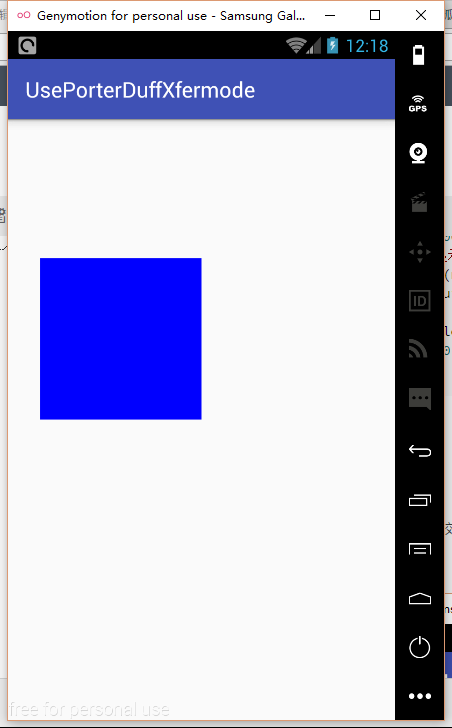 Genymotion for personal use - Samsung Gal...
12:18
UsePorterDuffXfermode
GPS
ID
free for personal use